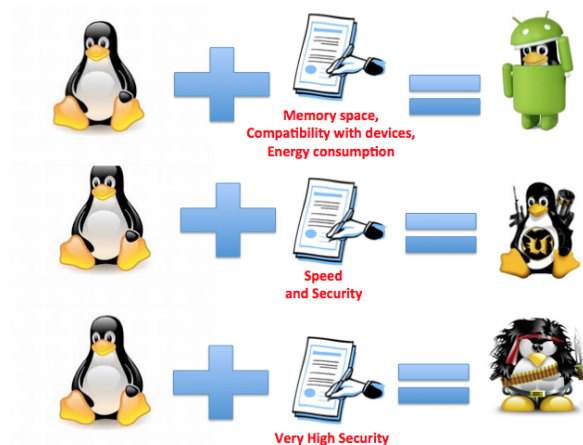 Memory space,
Compatibility with devices,
Energy consumption
Speed
and Security
Very High Security